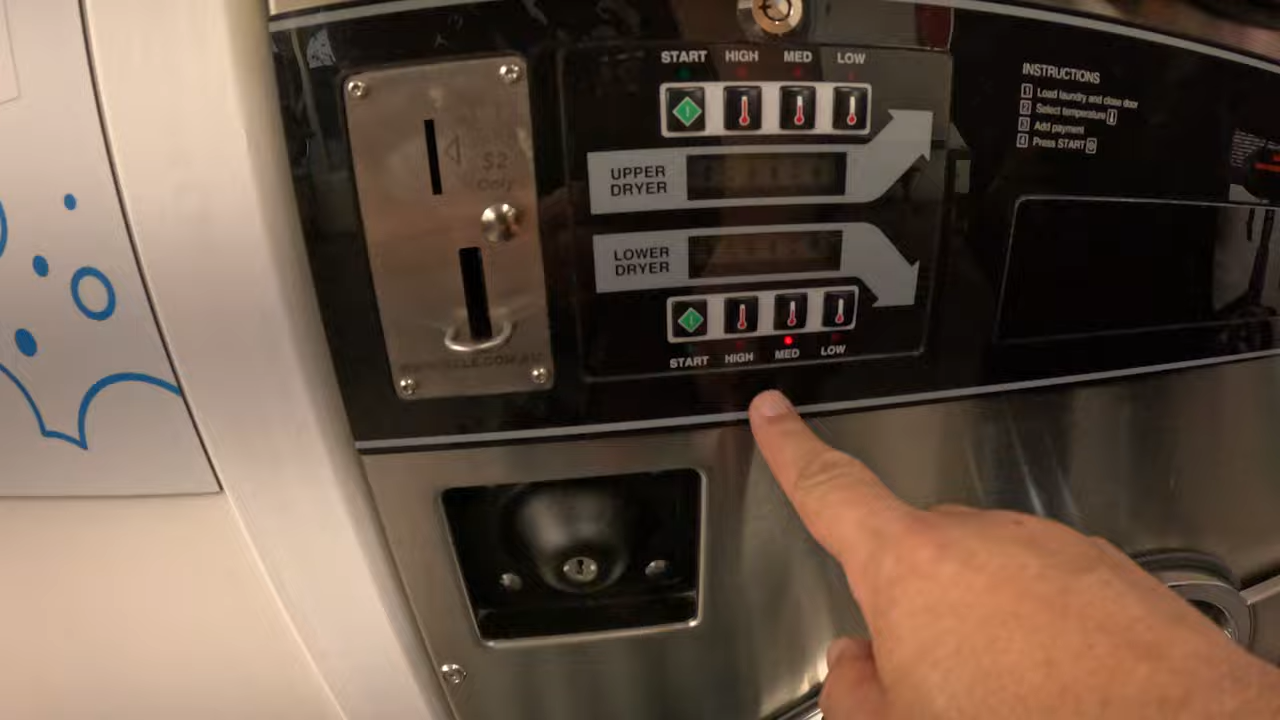 START HIGH MED LOW
$2
Only
UPPER
DRYER
LOWER
DRYER
START HIGH MED LOW
INSTRUCTIONS
1 Load laundry and close door
2 Select temperature
3 Add payment
4 Press START